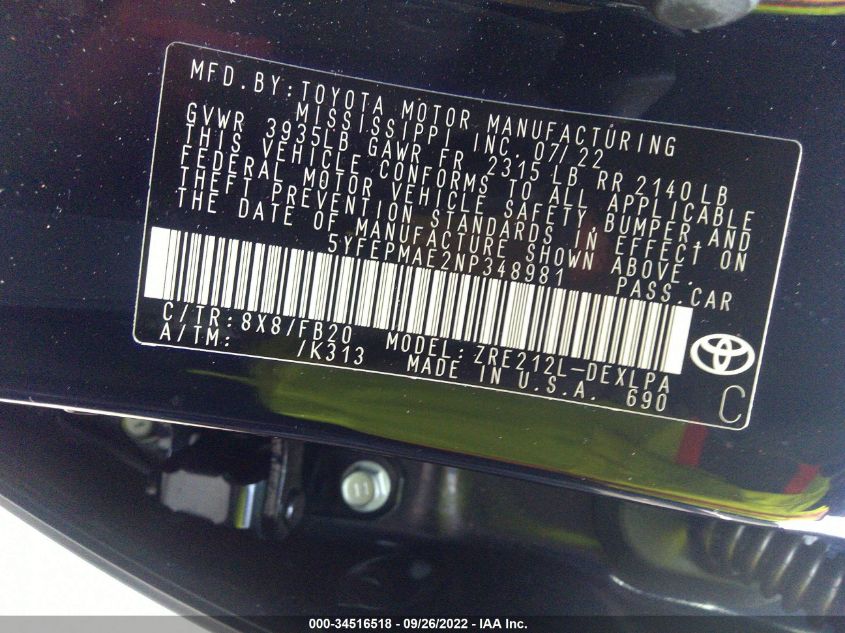 MFD.BY:TOYOTA MOTOR MANUFACTURING
MISSISSIPPI INC. 07/22
GVWR 3935LB GAWR FR 2315 LB RR 2140 LB
THIS VEHICLE CONFORMS TO ALL APPLICABLE
FEDERAL MOTOR VEHICLE SAFETY,BUMPER,AND
THEFT PREVENTION STANDARDS IN EFFECT ON
THE DATE OF MANUFACTURE SHOWN ABOVE.
5YFEPMAE2NP348981 PASS.CAR
C/TR:8X8/FB20 MODEL:ZRE212L-DEXLPA
A/TM: /K313 MADE IN U.S.A. 690
C
000-34516518 / 09/26/2022 - IAA Inc.